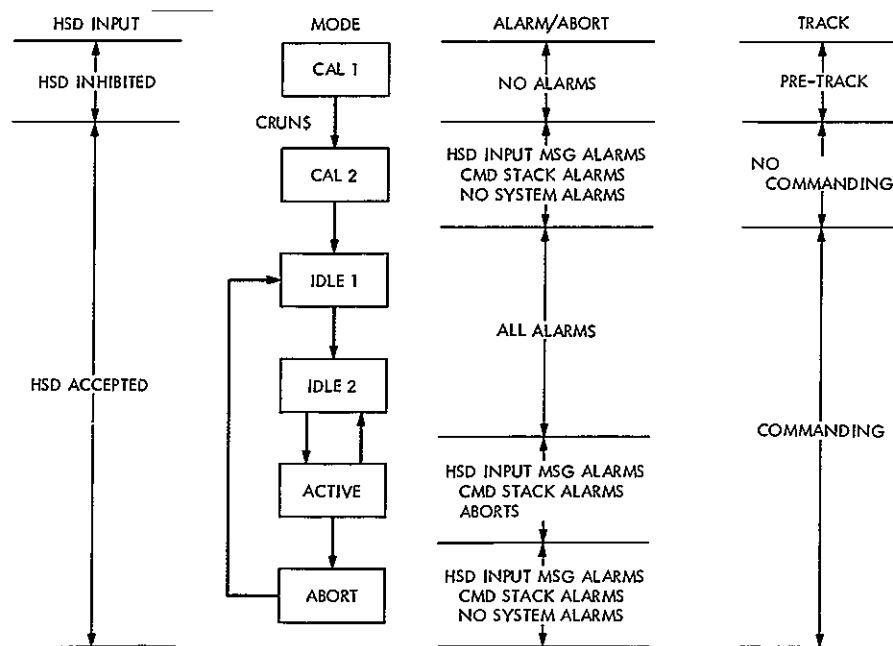 HSD INPUT
MODE
ALARM/ABORT
TRACK
HSD INHIBITED
CAL 1
NO ALARMS
PRE-TRACK
CRUN$
CAL 2
HSD INPUT MSG ALARMS
CMD STACK ALARMS
NO SYSTEM ALARMS
NO
COMMANDING
IDLE 1
ALL ALARMS
IDLE 2
HSD ACCEPTED
COMMANDING
ACTIVE
HSD INPUT MSG ALARMS
CMD STACK ALARMS
ABORTS
ABORT
HSD INPUT MSG ALARMS
CMD STACK ALARMS
NO SYSTEM ALARMS